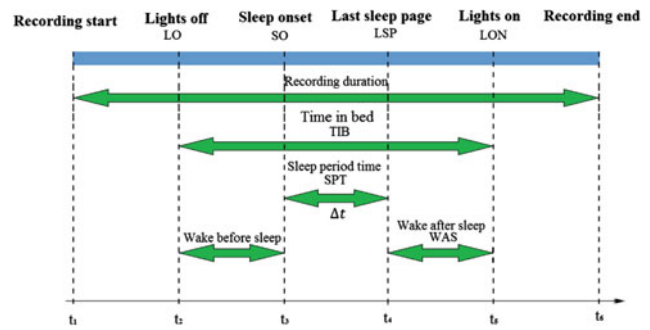 Recording start Lights off Sleep onset Last sleep page Lights on Recording end
LO SO LSP LON
Recording duration
Time in bed
TIB
Sleep period time
SPT
Δt
Wake before sleep
Wake after sleep
WAS
t₁ t₂ t₃ t₄ t₅ t₆